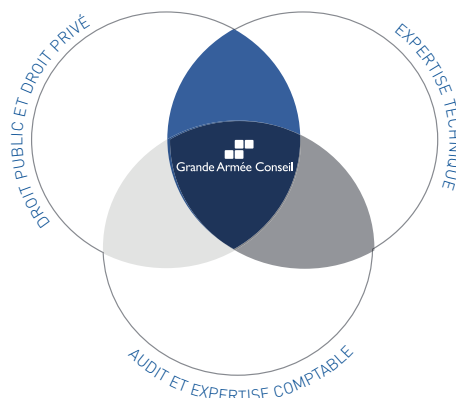 DROIT PUBLIC ET DROIT PRIVÉ
EXPERTISE TECHNIQUE
Grande Armée Conseil
AUDIT ET EXPERTISE COMPTABLE